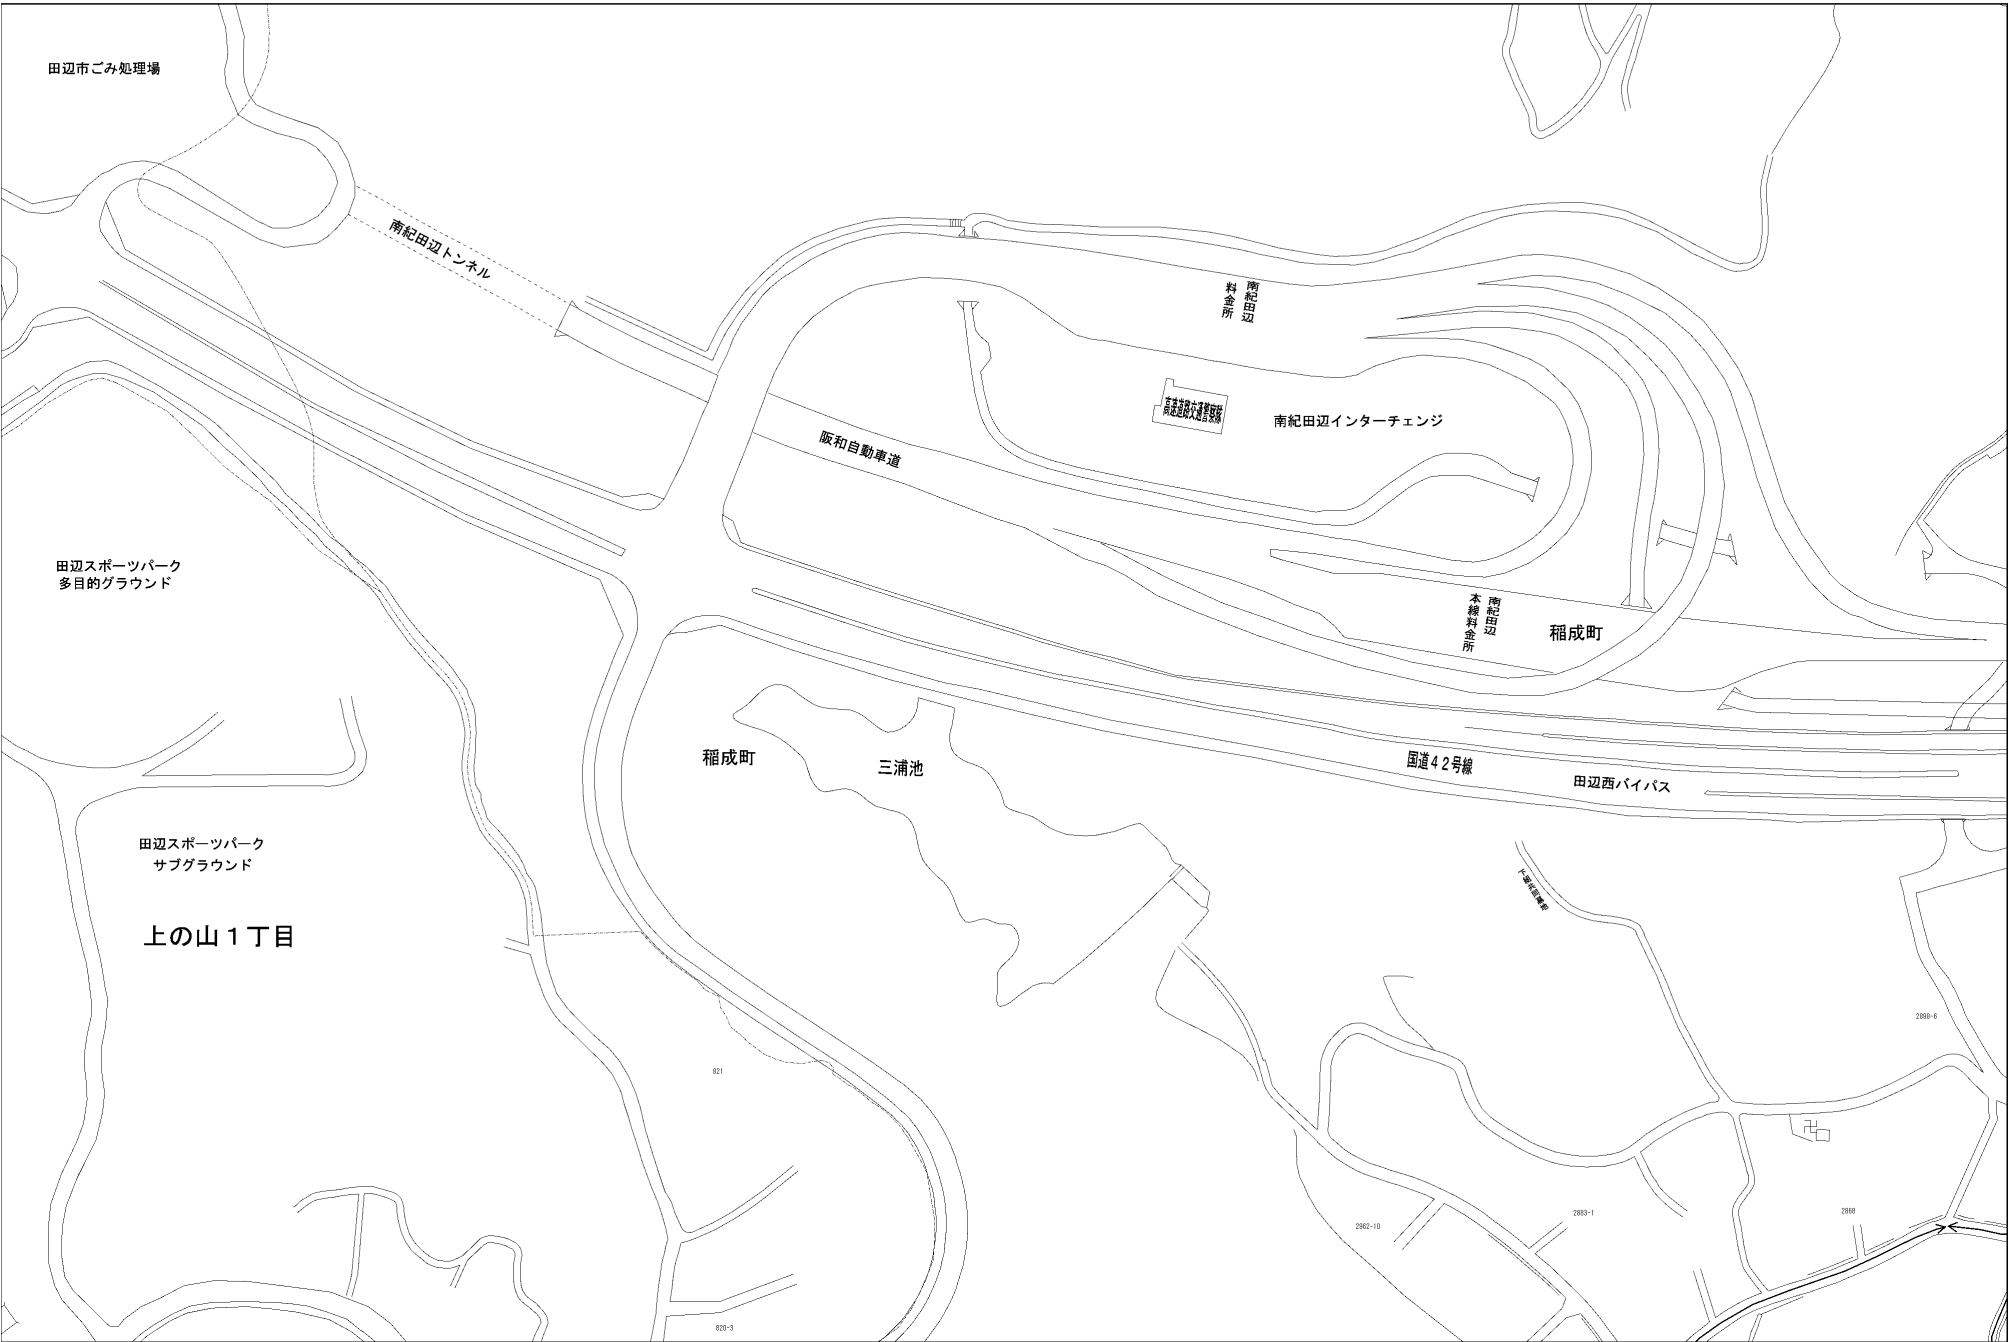 田辺市ごみ処理場
南紀田辺トンネル
南紀田辺
料金所
高速道路交通警察隊
南紀田辺インターチェンジ
阪和自動車道
田辺スポーツパーク
多目的グラウンド
南紀田辺
本線料金所
稲成町
稲成町
三浦池
国道42号線
田辺西バイパス
田辺スポーツパーク
サブグラウンド
上の山1丁目
2898-6
821
2962-10
2883-1
2868
820-3